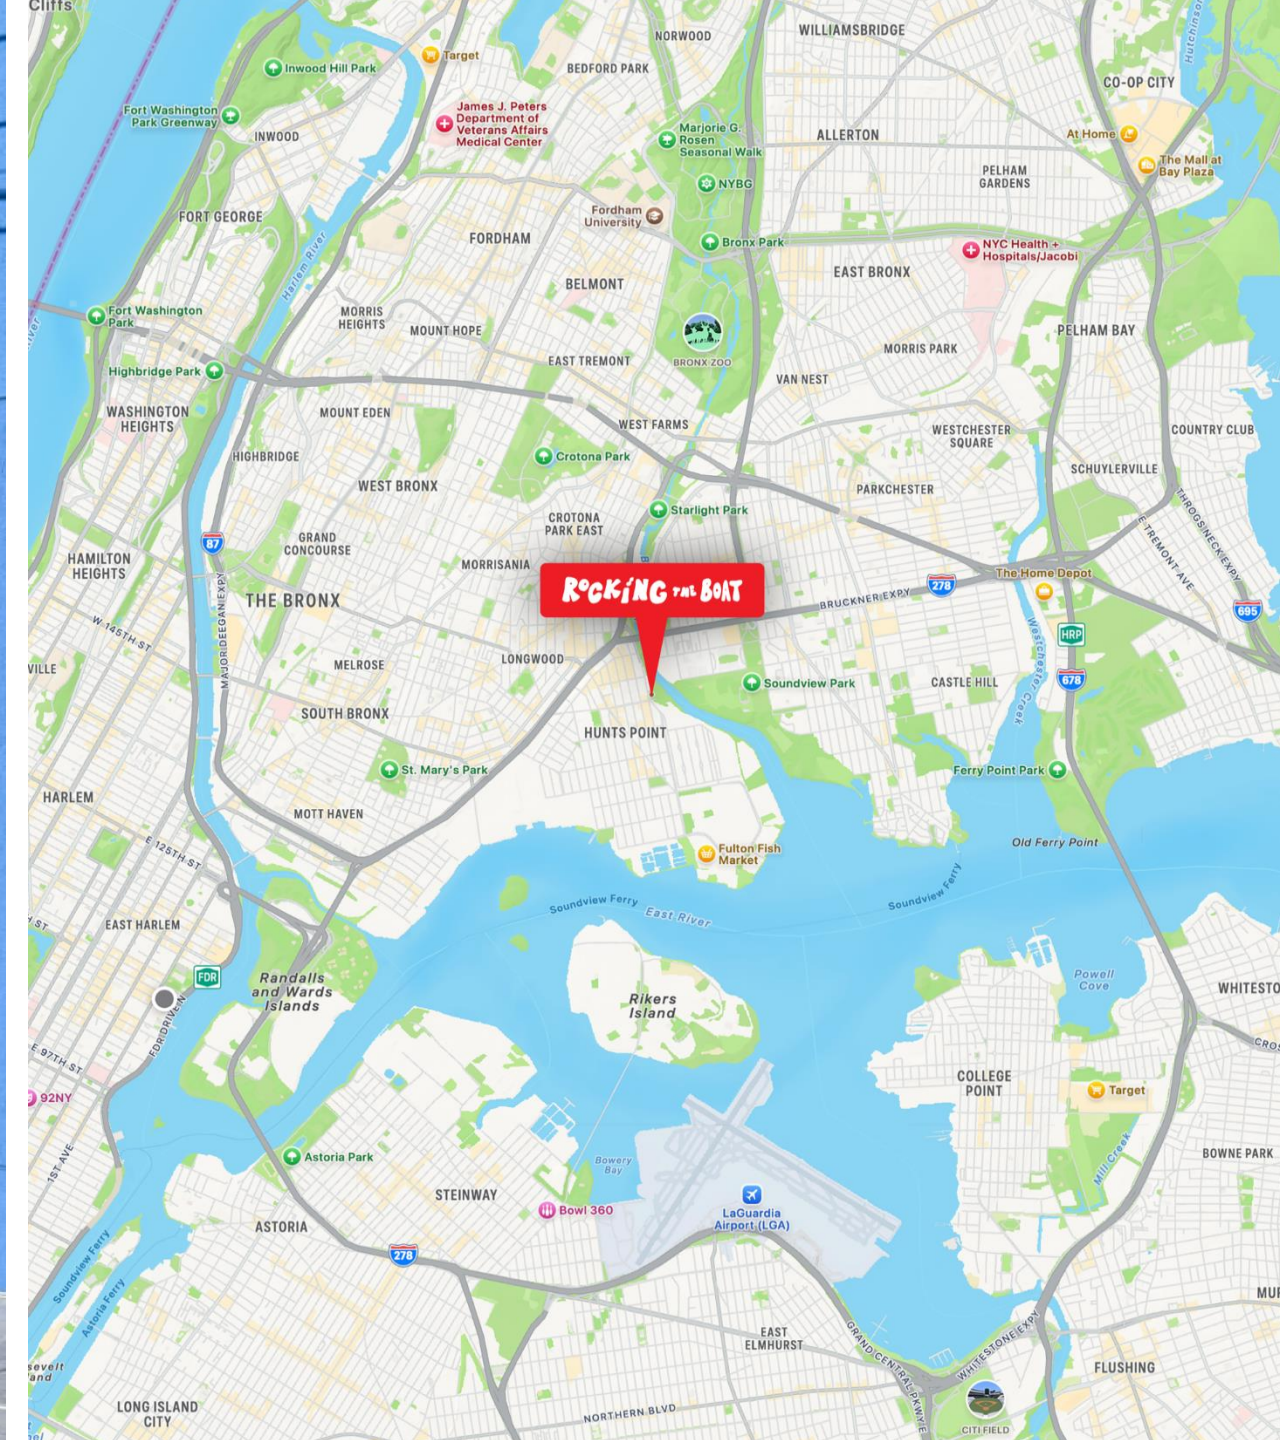 Cliffs
NORWOOD
WILLIAMSBRIDGE
Target
Inwood Hill Park
BEDFORD PARK
CO-OP CITY
Hutchinson
Fort Washington
Park Greenway
James J. Peters
Department of
Veterans Affairs
Medical Center
INWOOD
Marjorie G.
Rosen
Seasonal Walk
ALLERTON
At Home
The Mall at
Bay Plaza
PELHAM
GARDENS
NYBG
FORT GEORGE
Fordham
University
FORDHAM
Bronx Park
NYC Health +
Hospitals/Jacobi
Harlem River
BELMONT
EAST BRONX
Fort Washington
Park
MORRIS
HEIGHTS
MOUNT HOPE
PELHAM BAY
BRONX ZOO
EAST TREMONT
MORRIS PARK
Highbridge Park
VAN NEST
WASHINGTON
HEIGHTS
MOUNT EDEN
WEST FARMS
WESTCHESTER
SQUARE
COUNTRY CLUB
HIGHBRIDGE
Crotona Park
SCHUYLERVILLE
WEST BRONX
PARKCHESTER
Starlight Park
CROTONA
PARK EAST
THROGS NECK EXPY
E TREMONT AVE
87
GRAND
CONCOURSE
HAMILTON
HEIGHTS
MORRISANIA
The Home Depot
THE BRONX
ROCKING THE BOAT
BRUCKNER EXPY
278
695
MAJOR DEEGAN EXPY
W 145TH ST
HRP
VILLE
MELROSE
LONGWOOD
Westchester Creek
678
Soundview Park
CASTLE HILL
SOUTH BRONX
HUNTS POINT
St. Mary's Park
Ferry Point Park
HARLEM
MOTT HAVEN
E 125TH ST
Fulton Fish
Market
Old Ferry Point
Soundview Ferry
East River
Soundview Ferry
EAST HARLEM
FDR
Randalls
and Wards
Islands
Rikers
Island
Powell
Cove
WHITESTO
FDR DRIVE N
E 97TH ST
92NY
COLLEGE
POINT
Target
CROS
1ST AVE
Astoria Park
Bowery
Bay
Mill Creek
BOWNE PARK
STEINWAY
Bowl 360
LaGuardia
Airport (LGA)
ASTORIA
278
Soundview Ferry
Astoria Ferry
MUR
EAST
ELMHURST
GRAND CENTRAL PKWY E
WHITESTONE EXPY
FLUSHING
sevelt
and
LONG ISLAND
CITY
NORTHERN BLVD
CITI FIELD